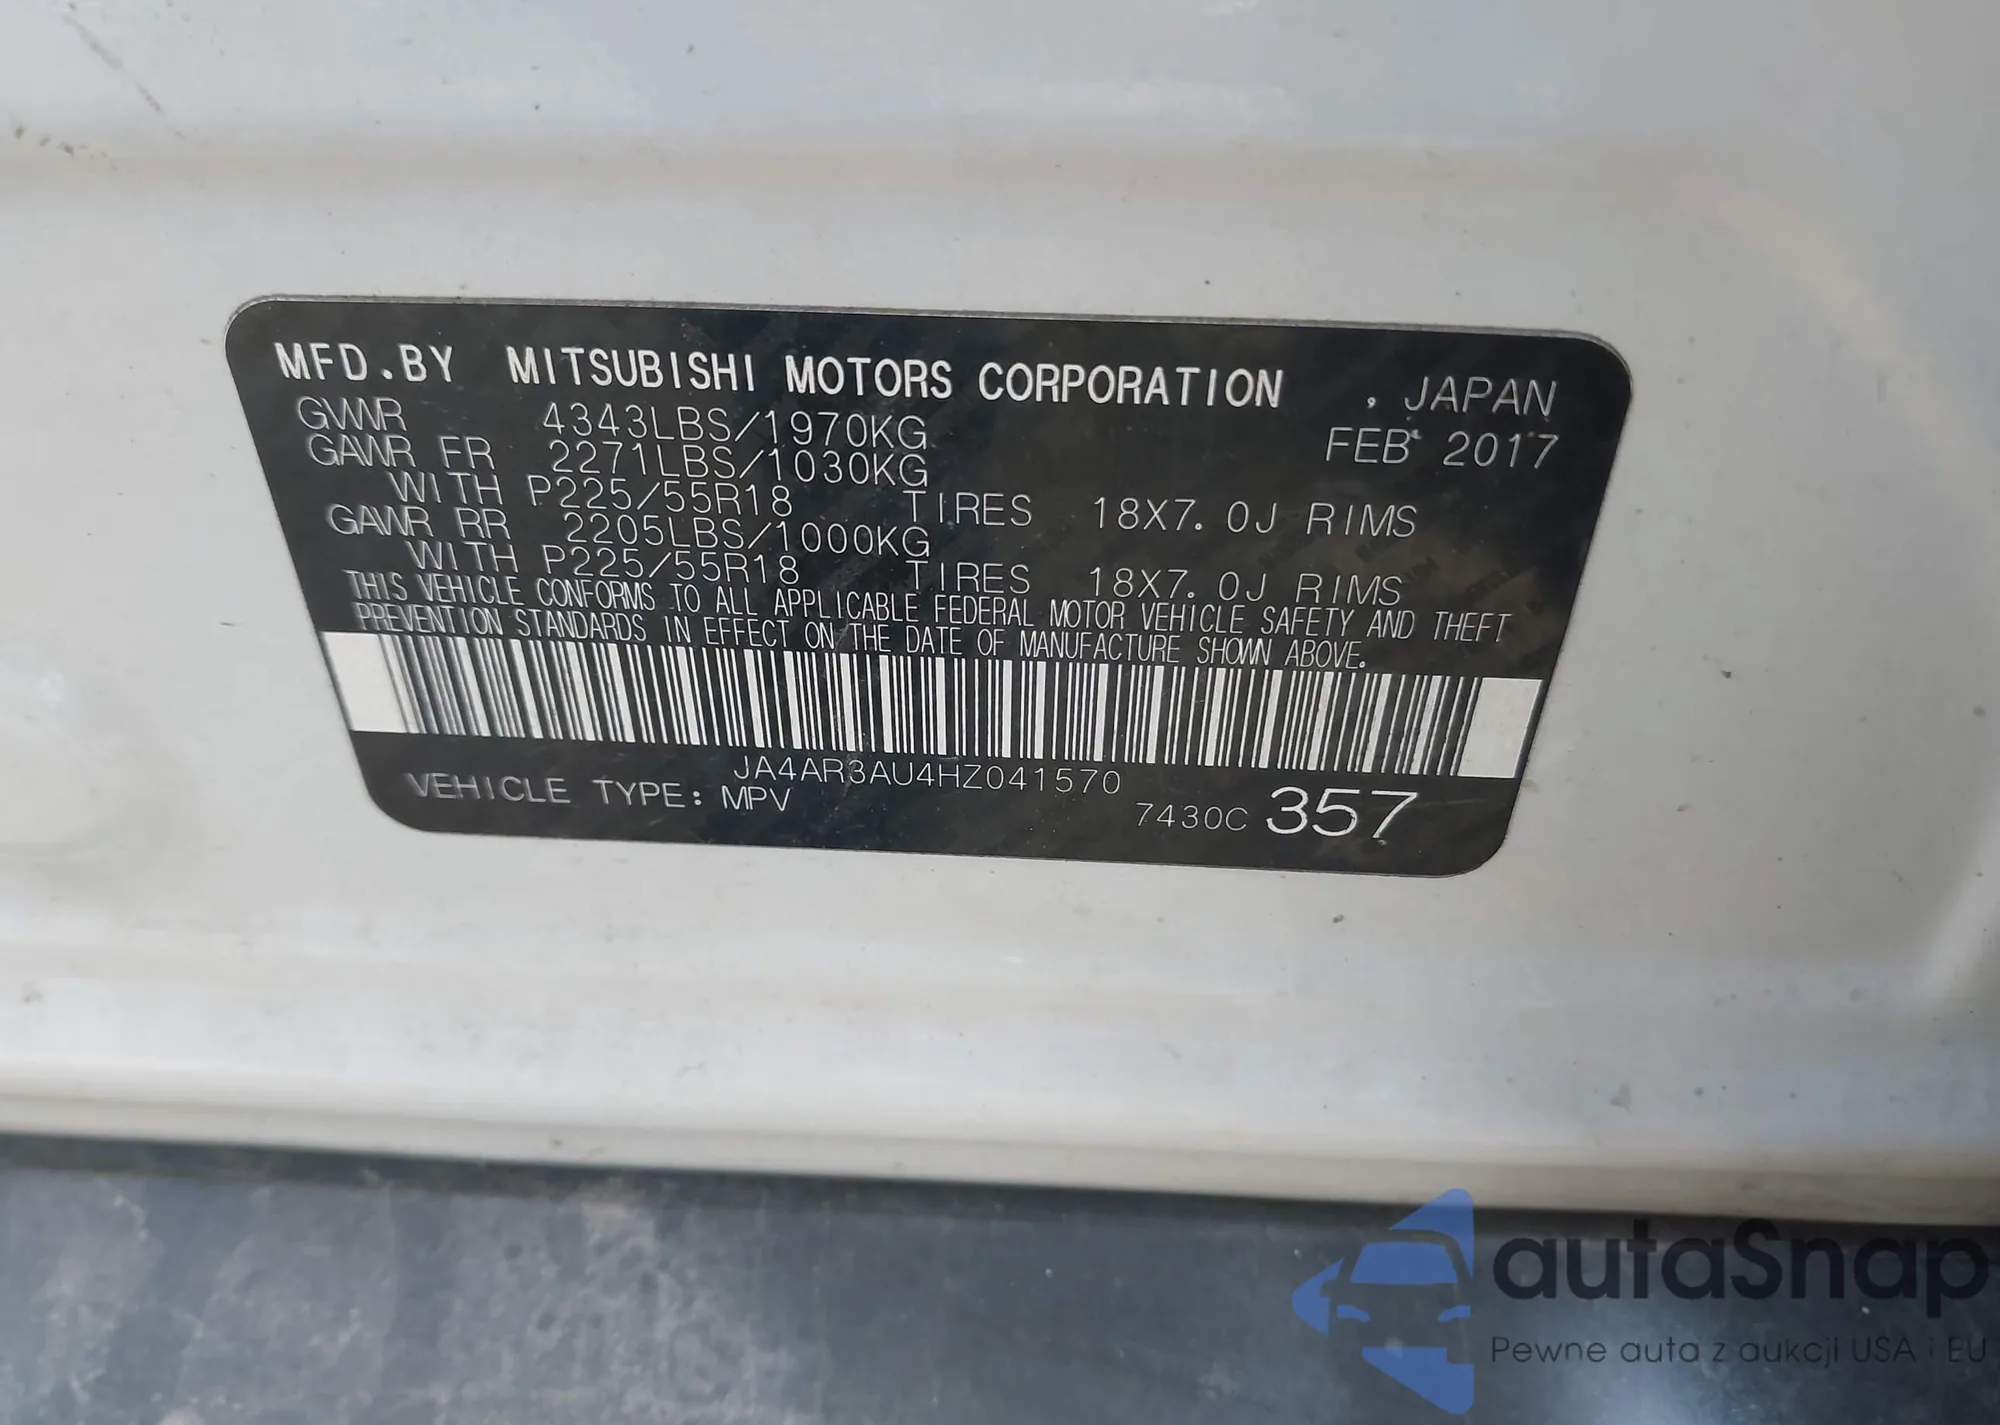 MFD.BY MITSUBISHI MOTORS CORPORATION , JAPAN
GVWR 4343LBS/1970KG FEB 2017
GAWR FR 2271LBS/1030KG
WITH P225/55R18 TIRES 18X7.0J RIMS
GAWR RR 2205LBS/1000KG
WITH P225/55R18 TIRES 18X7.0J RIMS
THIS VEHICLE CONFORMS TO ALL APPLICABLE FEDERAL MOTOR VEHICLE SAFETY AND THEFT
PREVENTION STANDARDS IN EFFECT ON THE DATE OF MANUFACTURE SHOWN ABOVE.
JA4AR3AU4HZ041570
VEHICLE TYPE: MPV 7430C 357
autaSnap
Pewne auta z aukcji USA i EU